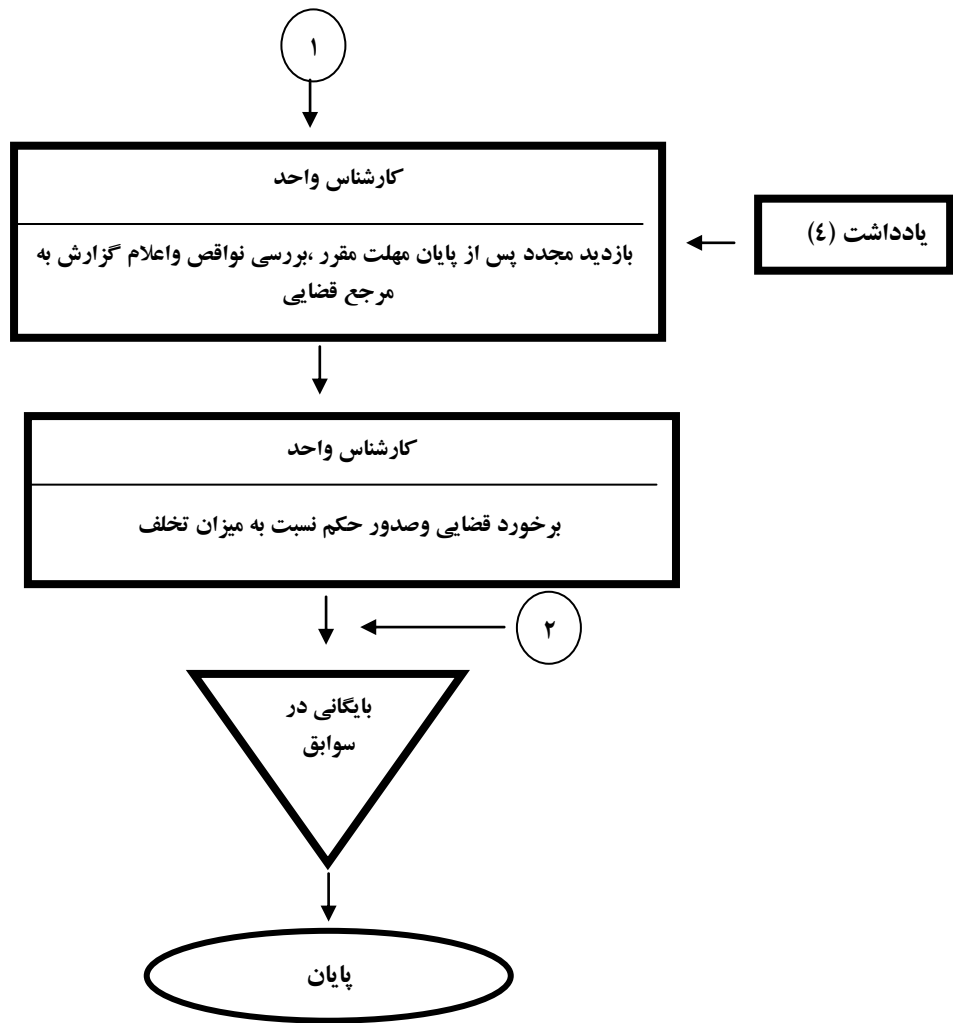 ۱
کارشناس واحد
بازدید مجدد پس از پایان مهلت مقرر ،بررسی نواقص واعلام گزارش به
مرجع قضایی
یادداشت (٤)
کارشناس واحد
برخورد قضایی وصدور حکم نسبت به میزان تخلف
۲
بایگانی در
سوابق
پایان